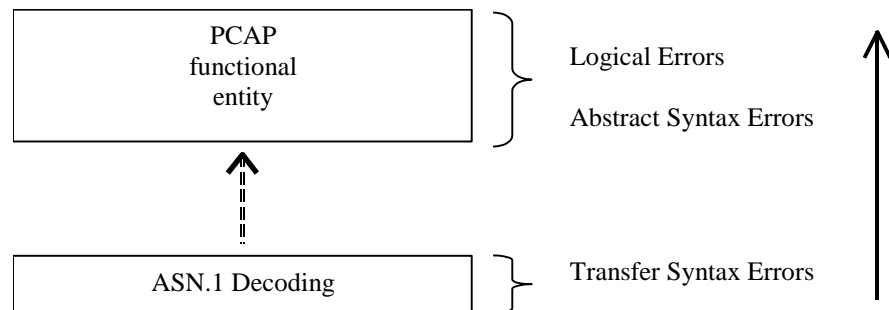 PCAP
functional
entity
Logical Errors
Abstract Syntax Errors
ASN.1 Decoding
Transfer Syntax Errors